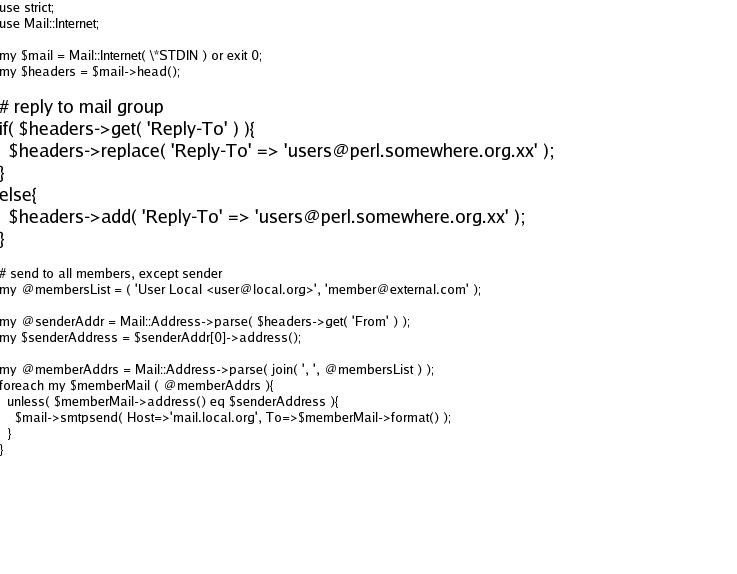 use strict;
use Mail::Internet;
my $mail = Mail::Internet( \*STDIN ) or exit 0;
my $headers = $mail->head();
# reply to mail group
if( $headers->get( 'Reply-To' ) ){
$headers->replace( 'Reply-To' => 'users@perl.somewhere.org.xx' );
}
else{
$headers->add( 'Reply-To' => 'users@perl.somewhere.org.xx' );
}
# send to all members, except sender
my @membersList = ( 'User Local <user@local.org>', 'member@external.com' );
my @senderAddr = Mail::Address->parse( $headers->get( 'From' ) );
my $senderAddress = $senderAddr[0]->address();
my @memberAddrs = Mail::Address->parse( join( ', ', @membersList ) );
foreach my $memberMail ( @memberAddrs ){
unless( $memberMail->address() eq $senderAddress ){
$mail->smtpsend( Host=>'mail.local.org', To=>$memberMail->format() );
}
}